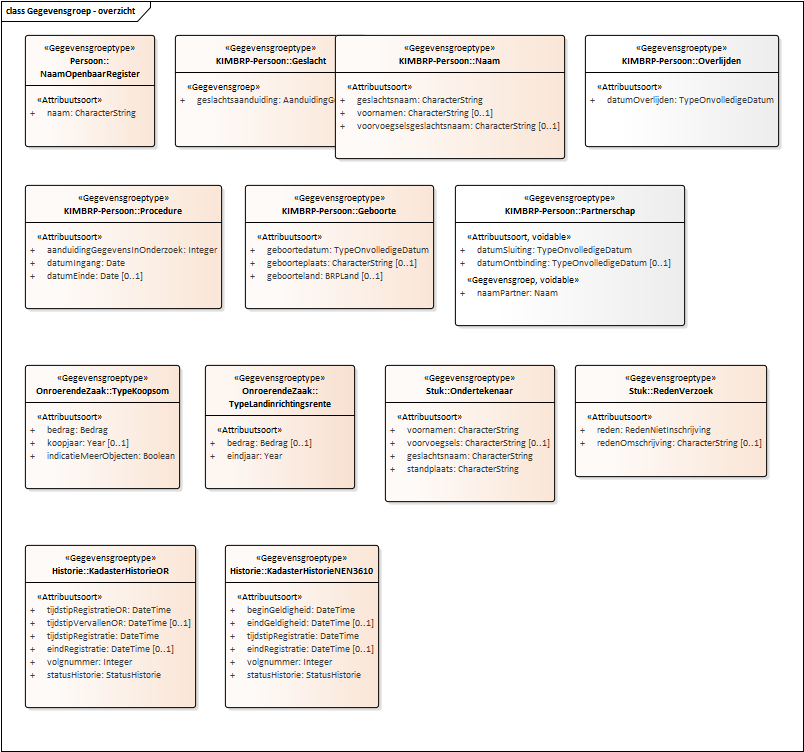 class Gegevensgroep - overzicht
«Gegevensgroeptype»
Persoon::
NaamOpenbaarRegister
«Attribuutsoort»
+ naam: CharacterString
«Gegevensgroeptype»
KIMBRP-Persoon::Geslacht
«Gegevensgroep»
+ geslachtsaanduiding: AanduidingG
«Gegevensgroeptype»
KIMBRP-Persoon::Naam
«Attribuutsoort»
+ geslachtsnaam: CharacterString
+ voornamen: CharacterString [0..1]
+ voorvoegselsgeslachtsnaam: CharacterString [0..1]
«Gegevensgroeptype»
KIMBRP-Persoon::Overlijden
«Attribuutsoort»
+ datumOverlijden: TypeOnvolledigeDatum
«Gegevensgroeptype»
KIMBRP-Persoon::Procedure
«Attribuutsoort»
+ aanduidingGegevensInOnderzoek: Integer
+ datumIngang: Date
+ datumEinde: Date [0..1]
«Gegevensgroeptype»
KIMBRP-Persoon::Geboorte
«Attribuutsoort»
+ geboortedatum: TypeOnvolledigeDatum
+ geboorteplaats: CharacterString [0..1]
+ geboorteland: BRPLand [0..1]
«Gegevensgroeptype»
KIMBRP-Persoon::Partnerschap
«Attribuutsoort, voidable»
+ datumSluiting: TypeOnvolledigeDatum
+ datumOntbinding: TypeOnvolledigeDatum [0..1]
«Gegevensgroep, voidable»
+ naamPartner: Naam
«Gegevensgroeptype»
OnroerendeZaak::TypeKoopsom
«Attribuutsoort»
+ bedrag: Bedrag
+ koopjaar: Year [0..1]
+ indicatieMeerObjecten: Boolean
«Gegevensgroeptype»
OnroerendeZaak::
TypeLandinrichtingsrente
«Attribuutsoort»
+ bedrag: Bedrag [0..1]
+ eindjaar: Year
«Gegevensgroeptype»
Stuk::Ondertekenaar
«Attribuutsoort»
+ voornamen: CharacterString
+ voorvoegsels: CharacterString [0..1]
+ geslachtsnaam: CharacterString
+ standplaats: CharacterString
«Gegevensgroeptype»
Stuk::RedenVerzoek
«Attribuutsoort»
+ reden: RedenNietInschrijving
+ redenOmschrijving: CharacterString [0..1]
«Gegevensgroeptype»
Historie::KadasterHistorieOR
«Attribuutsoort»
+ tijdstipRegistratieOR: DateTime
+ tijdstipVervallenOR: DateTime [0..1]
+ tijdstipRegistratie: DateTime
+ eindRegistratie: DateTime [0..1]
+ volgnummer: Integer
+ statusHistorie: StatusHistorie
«Gegevensgroeptype»
Historie::KadasterHistorieNEN3610
«Attribuutsoort»
+ beginGeldigheid: DateTime
+ eindGeldigheid: DateTime [0..1]
+ tijdstipRegistratie: DateTime
+ eindRegistratie: DateTime [0..1]
+ volgnummer: Integer
+ statusHistorie: StatusHistorie